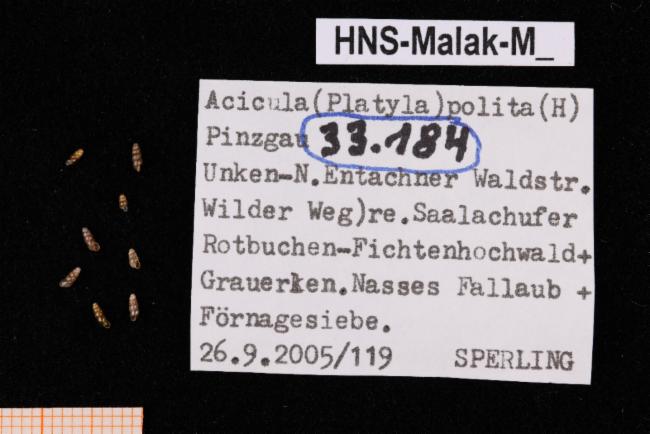 HNS-Malak-M_
Acicula(Platyla)polita(H)
Pinzgau 33.184
Unken-N.Entachner Waldstr.
Wilder Weg)re.Saalachufer
Rotbuchen-Fichtenhochwald+
Grauerken.Nasses Fallaub +
Förnagesiebe.
26.9.2005/119 SPERLING